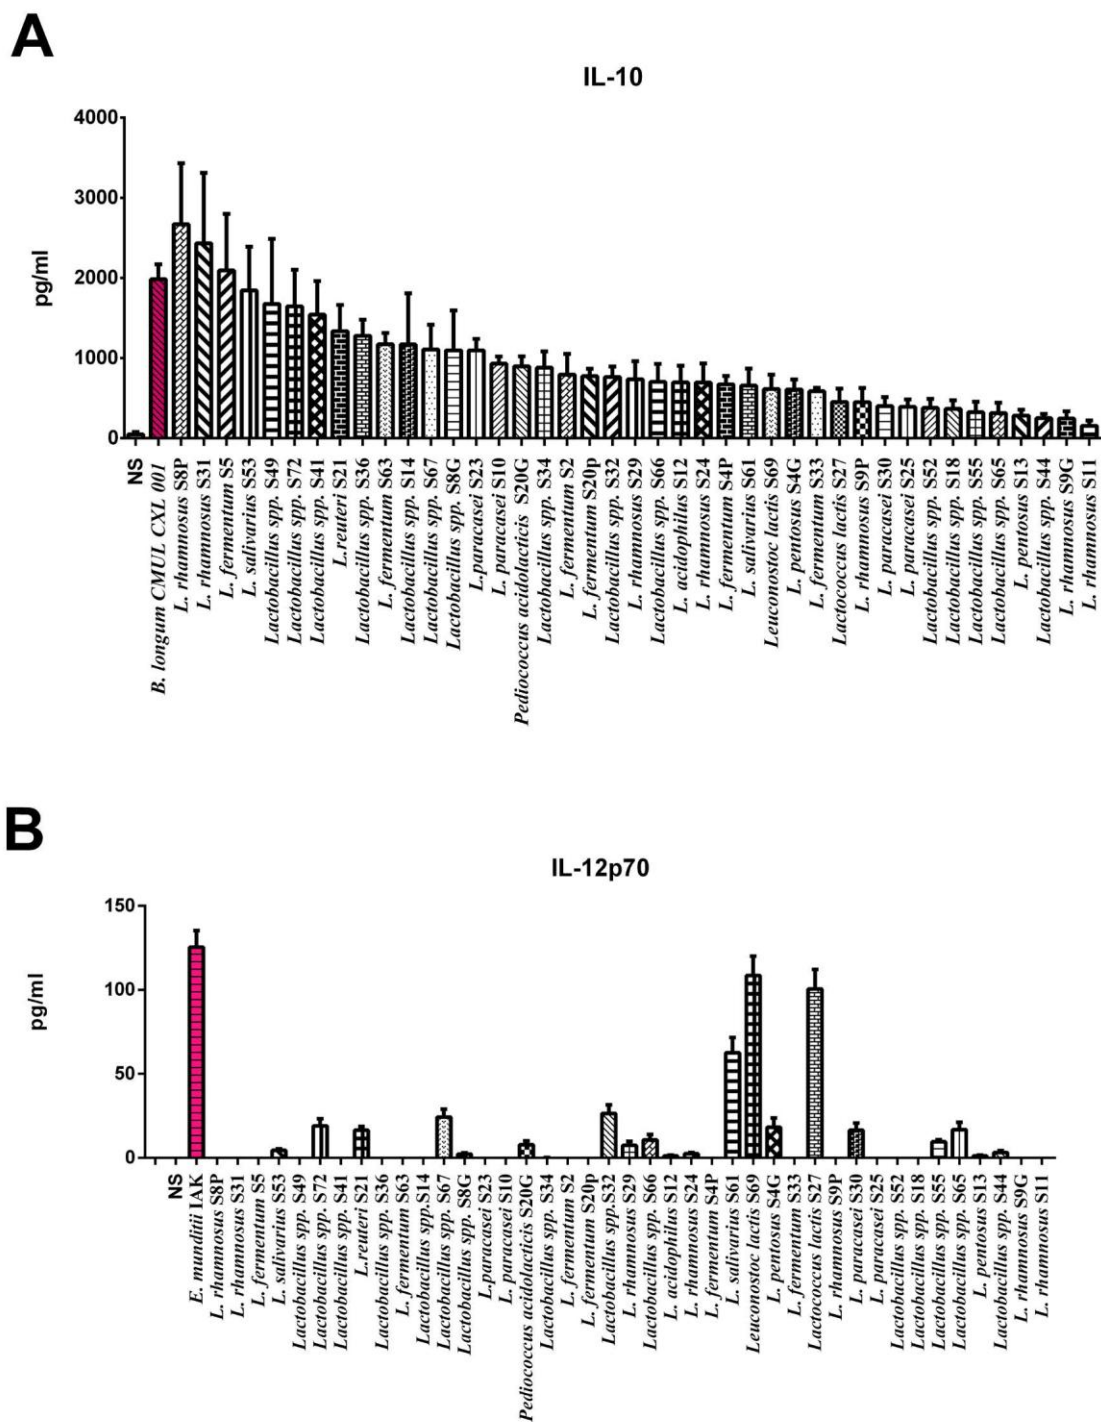 A
IL-10
4000
3000
2000
1000
0
pg/ml
NS
B. longum CMUL CXL 001
L. rhamnosus S8P
L. rhamnosus S31
L. fermentum S5
L. salivarius S53
Lactobacillus spp. S49
Lactobacillus spp. S72
Lactobacillus spp. S41
L.reuteri S21
Lactobacillus spp. S36
L. fermentum S63
Lactobacillus spp. S14
Lactobacillus spp. S67
Lactobacillus spp. S8G
L.paracasei S23
L. paracasei S10
Pediococcus acidolacticis S20G
Lactobacillus spp. S34
L. fermentum S2
L. fermentum S20p
Lactobacillus spp. S32
L. rhamnosus S29
Lactobacillus spp. S66
L. acidophilus S12
L. rhamnosus S24
L. fermentum S4P
L. salivarius S61
Leuconostoc lactis S69
L. pentosus S4G
L. fermentum S33
Lactococcus lactis S27
L. rhamnosus S9P
L. paracasei S30
L. paracasei S25
Lactobacillus spp. S52
Lactobacillus spp. S18
Lactobacillus spp. S55
Lactobacillus spp. S65
L. pentosus S13
Lactobacillus spp. S44
L. rhamnosus S9G
L. rhamnosus S11
B
IL-12p70
150
100
50
0
pg/ml
NS
E. munditii 1AK
L. rhamnosus S8P
L. rhamnosus S31
L. fermentum S5
L. salivarius S53
Lactobacillus spp. S49
Lactobacillus spp. S72
Lactobacillus spp. S41
L.reuteri S21
Lactobacillus spp. S36
L. fermentum S63
Lactobacillus spp.S14
Lactobacillus spp. S67
Lactobacillus spp. S8G
L.paracasei S23
L. paracasei S10
Pediococcus acidolacticis S20G
Lactobacillus spp. S34
L. fermentum S2
L. fermentum S20p
Lactobacillus spp.S32
L. rhamnosus S29
Lactobacillus spp. S66
L. acidophilus S12
L. rhamnosus S24
L. fermentum S4P
L. salivarius S61
Leuconostoc lactis S69
L. pentosus S4G
L. fermentum S33
Lactococcus lactis S27
L. rhamnosus S9P
L. paracasei S30
L. paracasei S25
Lactobacillus spp. S52
Lactobacillus spp. S18
Lactobacillus spp. S55
Lactobacillus spp. S65
L. pentosus S13
Lactobacillus spp. S44
L. rhamnosus S9G
L. rhamnosus S11